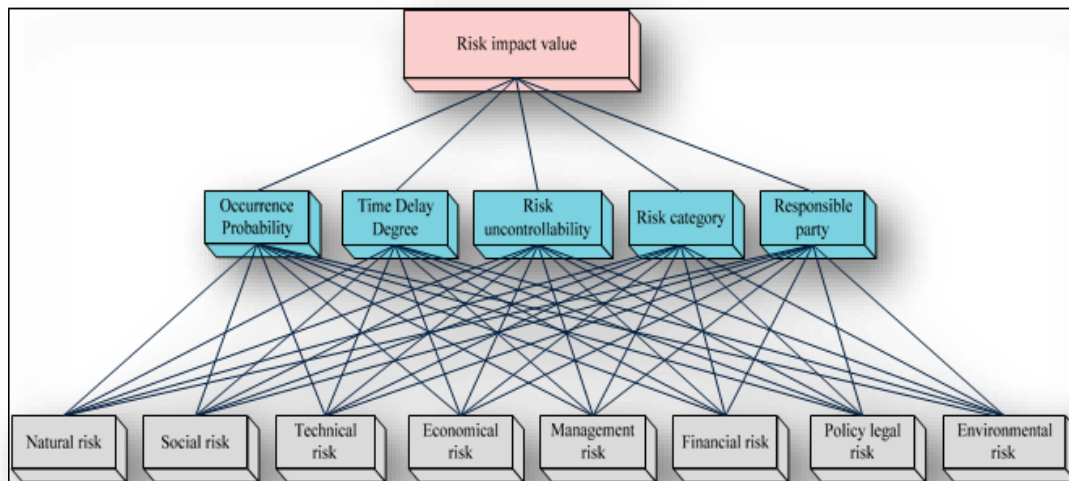 Risk impact value
Occurrence
Probability
Time Delay
Degree
Risk
uncontrollability
Risk category
Responsible
party
Natural risk
Social risk
Technical
risk
Economical
risk
Management
risk
Financial risk
Policy legal
risk
Environmental
risk